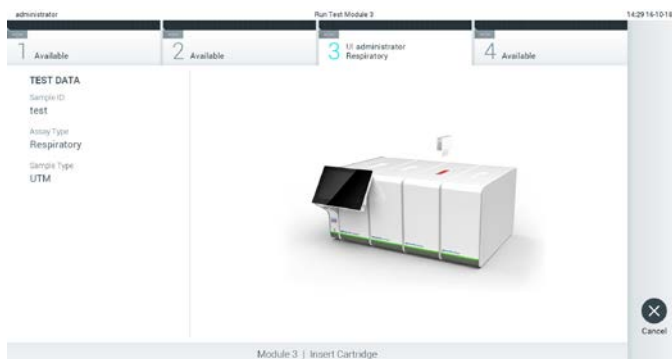 administrator Run Test Module 3 14:29 16-10-18
1 Available 2 Available 3 UI administrator 4 Available
Respiratory
TEST DATA
Sample ID
test
Assay Type
Respiratory
Sample Type
UTM
Cancel
Module 3 | Insert Cartridge